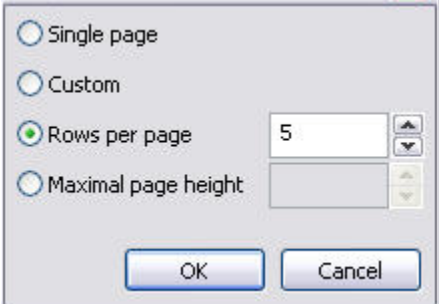 Single page
Custom
Rows per page 5
Maximal page height
OK Cancel